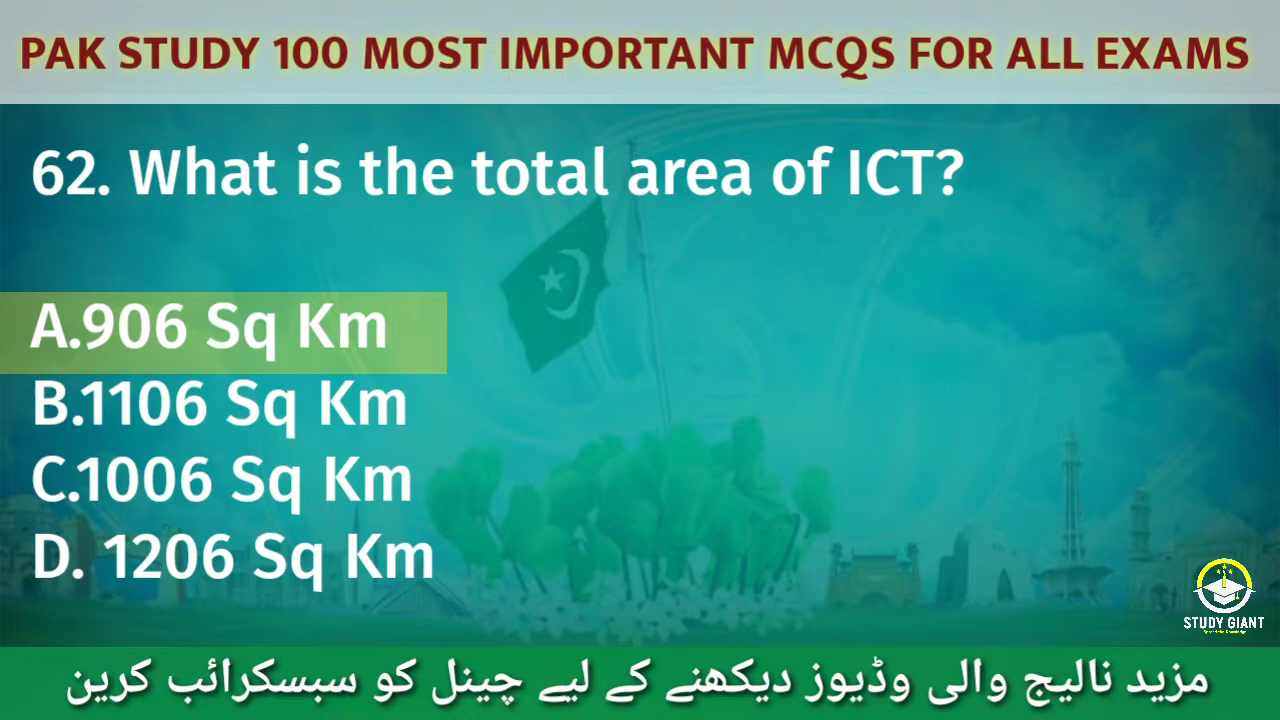 PAK STUDY 100 MOST IMPORTANT MCQS FOR ALL EXAMS
62. What is the total area of ICT?
A.906 Sq Km
B.1106 Sq Km
C.1006 Sq Km
D. 1206 Sq Km
STUDY GIANT
مزید نالیج والی وڈیوز دیکھنے کے لیے چینل کو سبسکرائب کریں